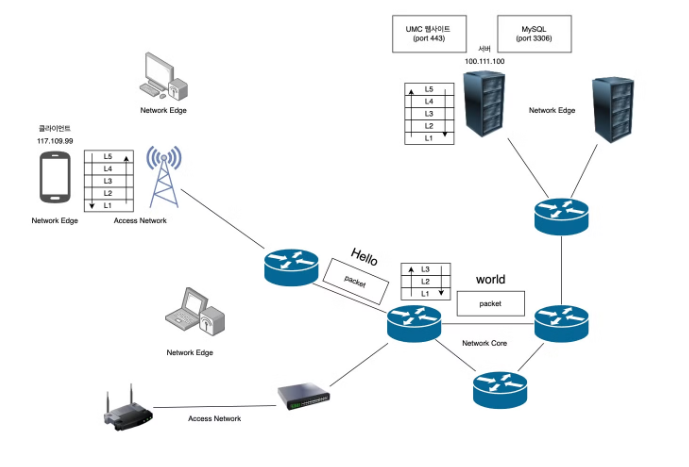 UMC 웹사이트
(port 443)
MySQL
(port 3306)
서버
100.111.100
L5
L4
L3
L2
L1
Network Edge
Network Edge
클라이언트
117.109.99
L5
L4
L3
L2
L1
Network Edge
Access Network
Hello
packet
L3
L2
L1
world
packet
Network Core
Network Edge
Access Network